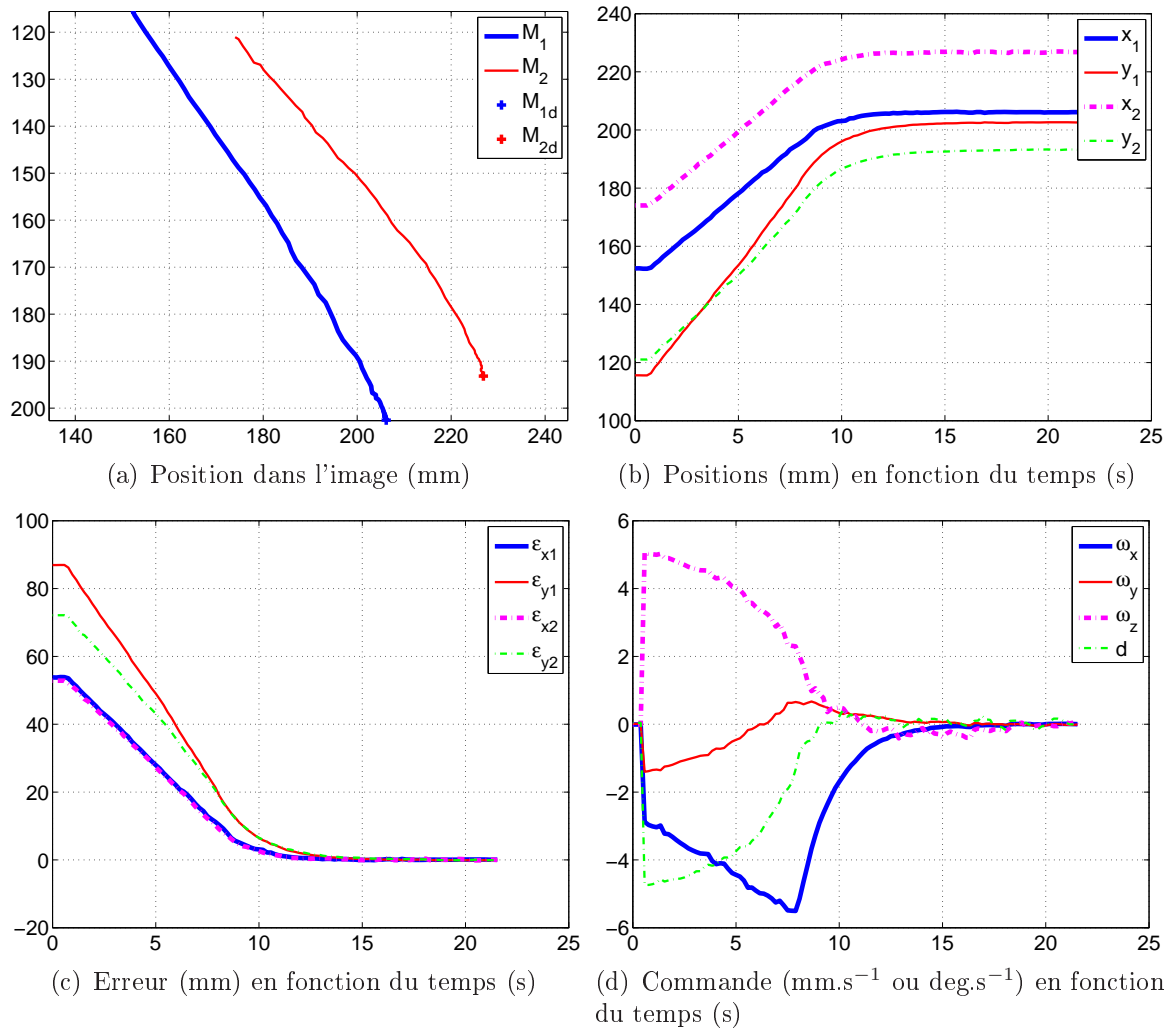 120
130
140
150
160
170
180
190
200
140 160 180 200 220 240
M1
M2
M1d
M2d
(a) Position dans l'image (mm)
240
220
200
180
160
140
120
100
0 5 10 15 20 25
x1
y1
x2
y2
(b) Positions (mm) en fonction du temps (s)
100
80
60
40
20
0
−20
0 5 10 15 20 25
εx1
εy1
εx2
εy2
(c) Erreur (mm) en fonction du temps (s)
6
4
2
0
−2
−4
−6
0 5 10 15 20 25
ωx
ωy
ωz
d
(d) Commande (mm.s−1 ou deg.s−1) en fonction
du temps (s)